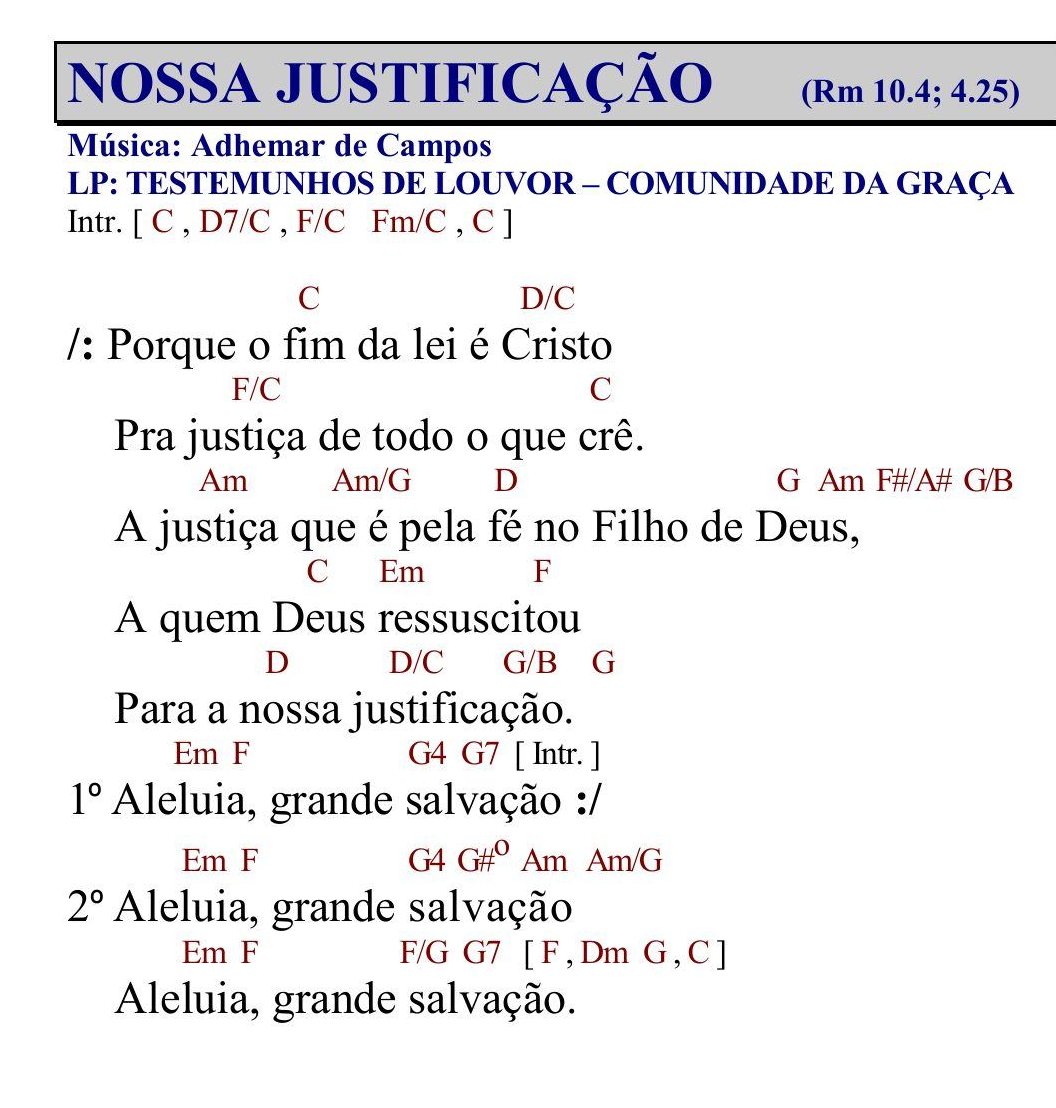 NOSSA JUSTIFICAÇÃO (Rm 10.4; 4.25)
Música: Adhemar de Campos
LP: TESTEMUNHOS DE LOUVOR – COMUNIDADE DA GRAÇA
Intr. [ C , D7/C , F/C Fm/C , C ]
C D/C
/: Porque o fim da lei é Cristo
F/C C
Pra justiça de todo o que crê.
Am Am/G D G Am F#/A# G/B
A justiça que é pela fé no Filho de Deus,
C Em F
A quem Deus ressuscitou
D D/C G/B G
Para a nossa justificação.
Em F G4 G7 [ Intr. ]
1º Aleluia, grande salvação :/
Em F G4 G#º Am Am/G
2º Aleluia, grande salvação
Em F F/G G7 [ F , Dm G , C ]
Aleluia, grande salvação.